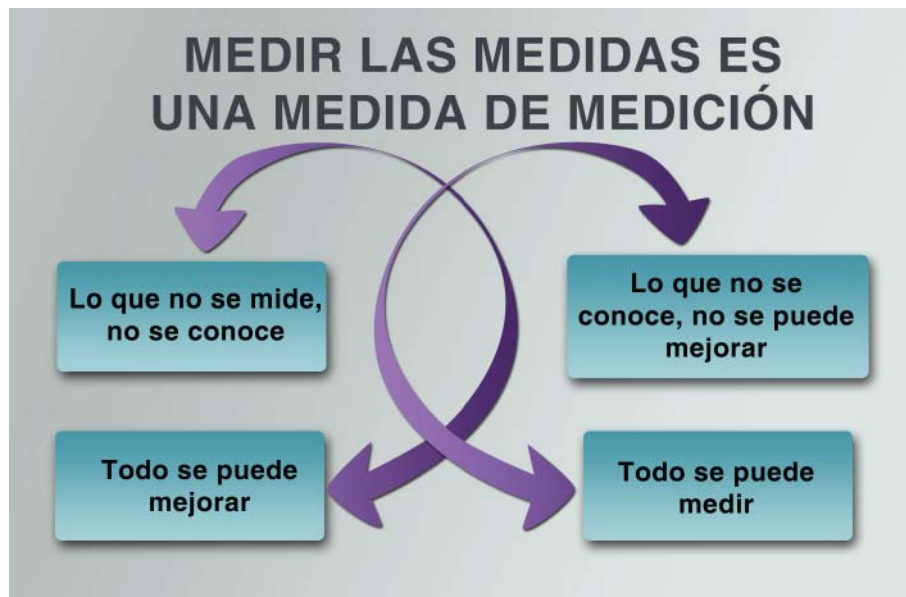 MEDIR LAS MEDIDAS ES
UNA MEDIDA DE MEDICIÓN
Lo que no se mide,
no se conoce
Lo que no se
conoce, no se puede
mejorar
Todo se puede
mejorar
Todo se puede
medir